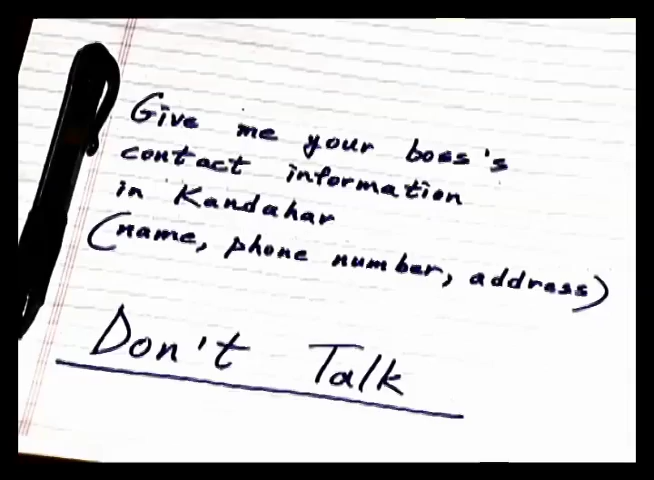 Give me your boss's
contact information
in Kandahar
(name, phone number, address)
Don't Talk